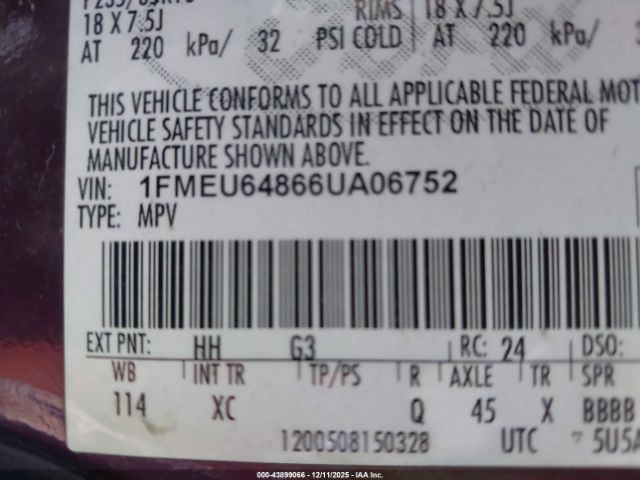 18 X 7.5J RIMS 18 X 7.5J
AT 220 kPa/ 32 PSI COLD AT 220 kPa/
THIS VEHICLE CONFORMS TO ALL APPLICABLE FEDERAL MOT
VEHICLE SAFETY STANDARDS IN EFFECT ON THE DATE OF
MANUFACTURE SHOWN ABOVE.
VIN: 1FMEU64866UA06752
TYPE: MPV
EXT PNT: HH G3 RC: 24 DSO:
WB INT TR TP/PS R AXLE TR SPR
114 XC Q 45 X BBBB
1200508150328 UTC 5U5A
000-43899066 - 12/11/2025 - IAAI Inc.